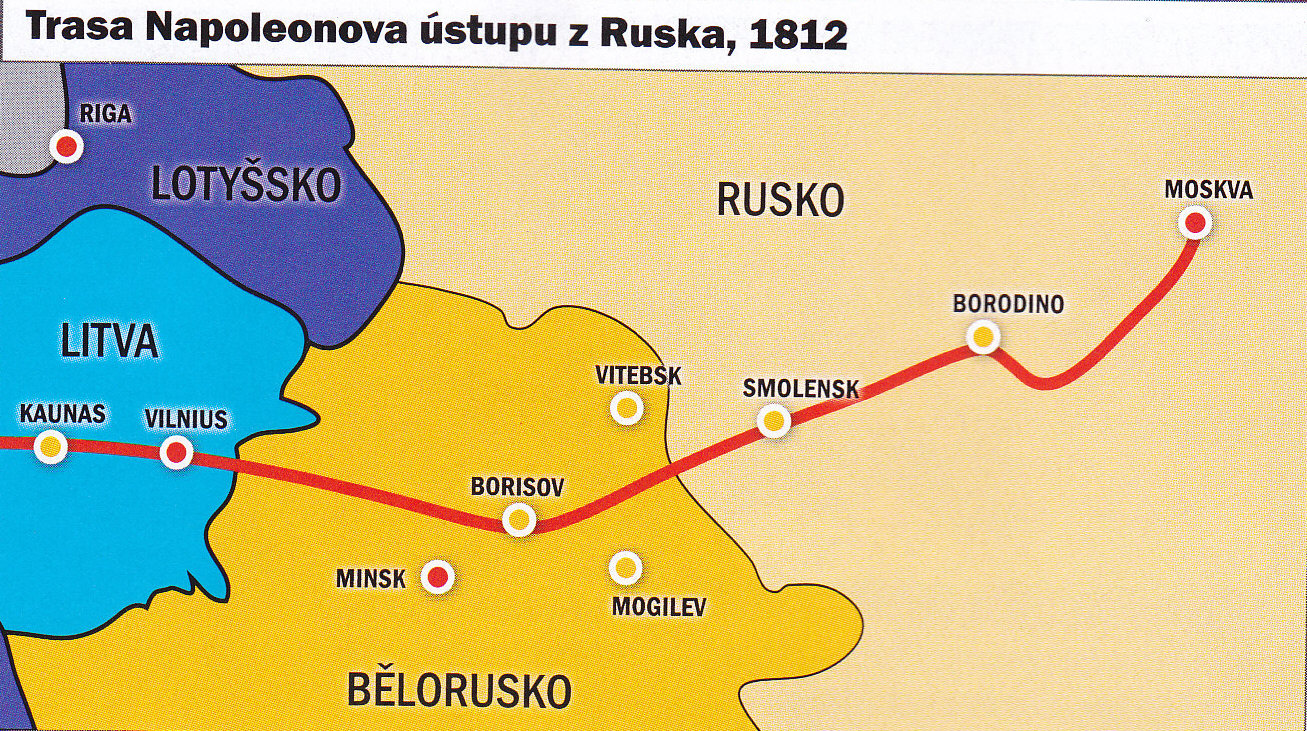 Trasa Napoleonova ústupu z Ruska, 1812
RIGA
LOTYŠSKO
RUSKO
MOSKVA
BORODINO
LITVA
VITEBSK
SMOLENSK
KAUNAS
VILNIUS
BORISOV
MINSK
MOGILEV
BĚLORUSKO